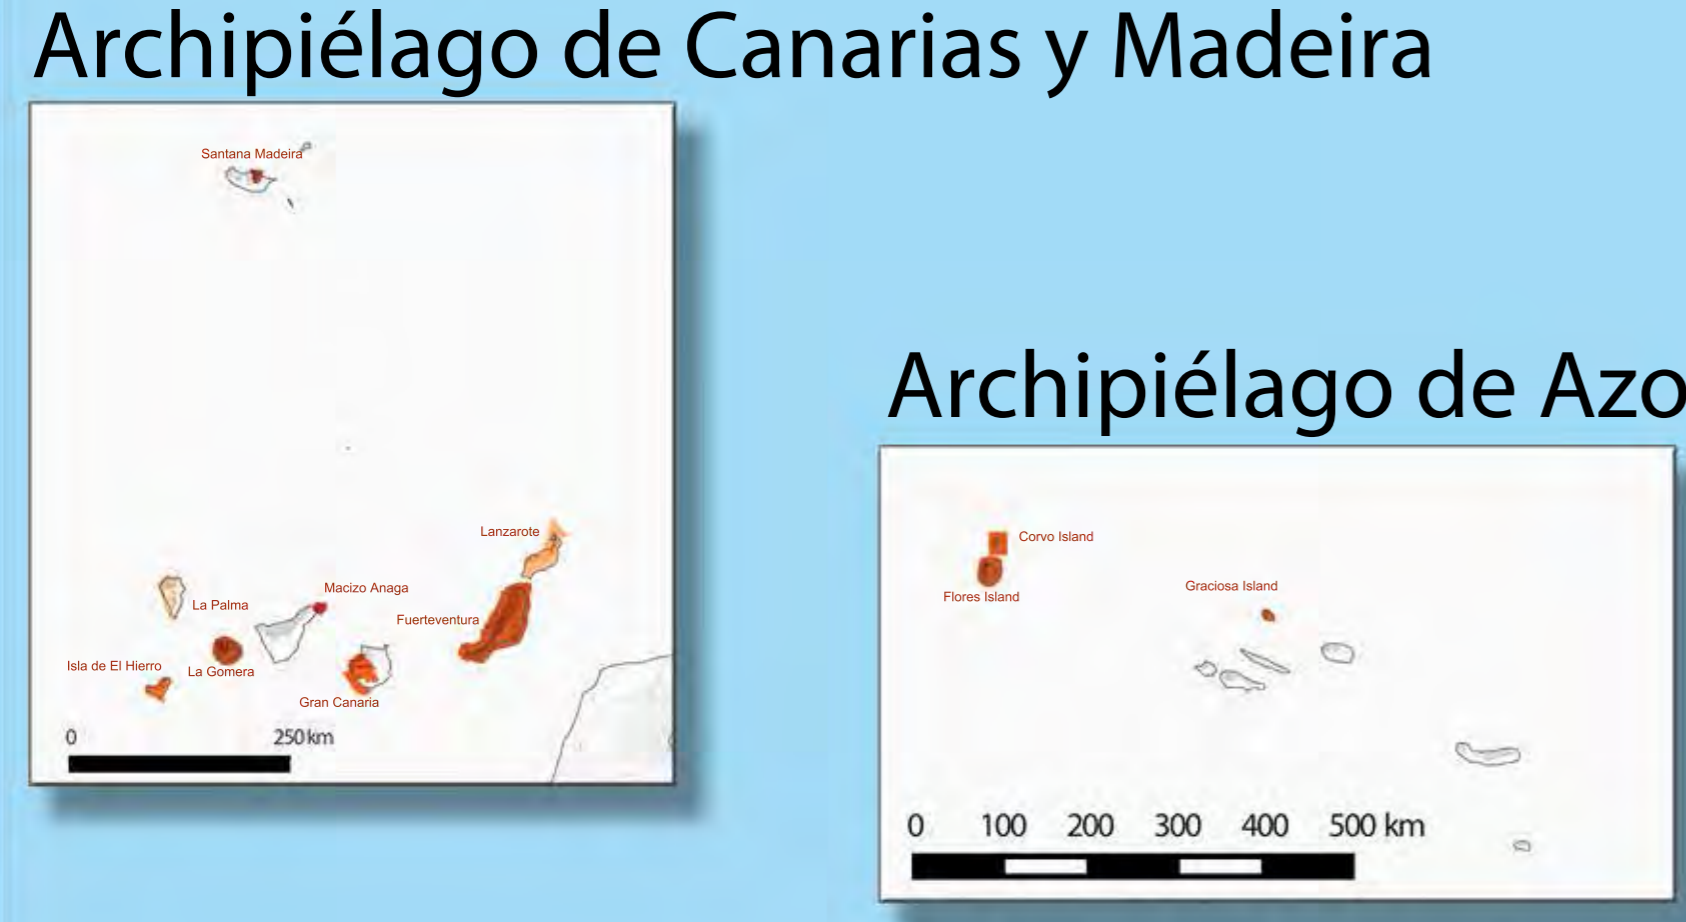 Archipiélago de Canarias y Madeira
Santana Madeira
Lanzarote
Macizo Anaga
La Palma
Fuerteventura
Isla de El Hierro
La Gomera
Gran Canaria
0 250 km
Archipiélago de Azo
Corvo Island
Graciosa Island
Flores Island
0 100 200 300 400 500 km